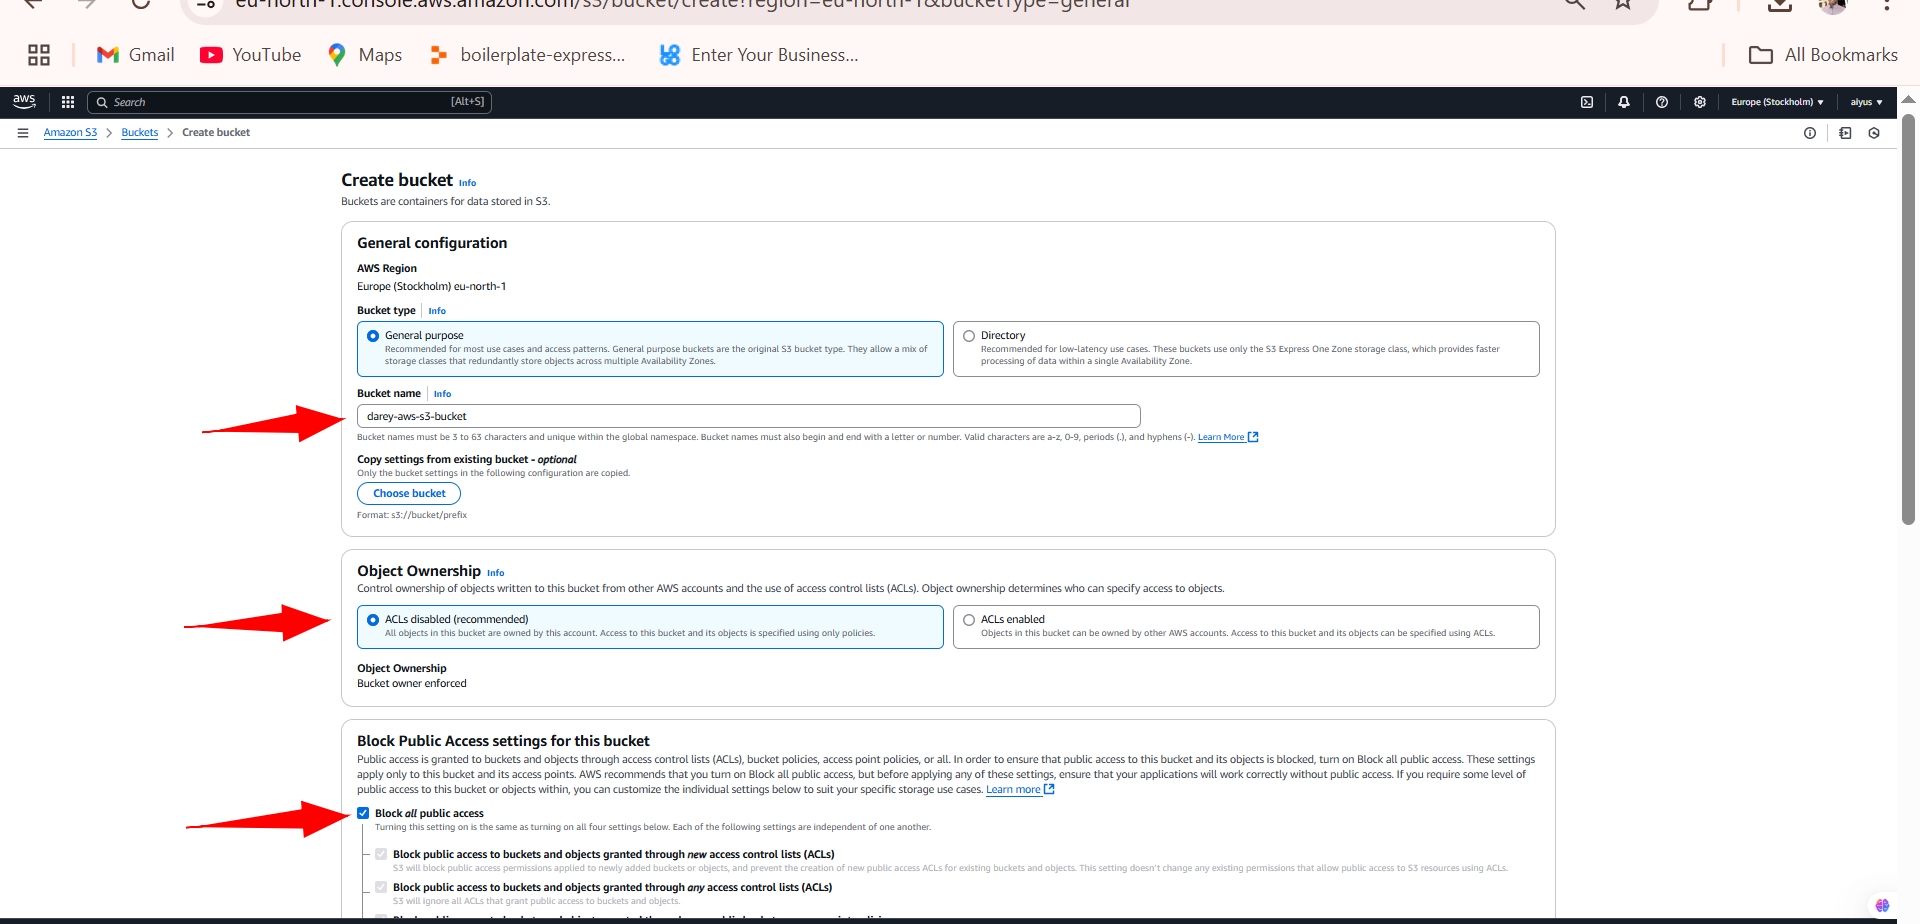 eu-north-1.console.aws.amazon.com/s3/bucket/create?region=eu-north-1&bucketType=general
Gmail
YouTube
Maps
boilerplate-express...
Enter Your Business...
All Bookmarks
aws
Search
[Alt+S]
Europe (Stockholm)
Amazon S3
Buckets
Create bucket
Create bucket Info
Buckets are containers for data stored in S3.
General configuration
AWS Region
Europe (Stockholm) eu-north-1
Bucket type Info
General purpose
Recommended for most use cases and access patterns. General purpose buckets are the original S3 bucket type. They allow a mix of
storage classes that redundantly store objects across multiple Availability Zones.
Directory
Recommended for low-latency use cases. These buckets use only the S3 Express One Zone storage class, which provides faster
processing of data within a single Availability Zone.
Bucket name Info
darey-aws-s3-bucket
Bucket names must be 3 to 63 characters and unique within the global namespace. Bucket names must also begin and end with a letter or number. Valid characters are a-z, 0-9, periods (.), and hyphens (-). Learn More
Copy settings from existing bucket - optional
Only the bucket settings in the following configuration are copied.
Choose bucket
Format: s3://bucket/prefix
Object Ownership Info
Control ownership of objects written to this bucket from other AWS accounts and the use of access control lists (ACLs). Object ownership determines who can specify access to objects.
ACLs disabled (recommended)
All objects in this bucket are owned by this account. Access to this bucket and its objects is specified using only policies.
ACLs enabled
Objects in this bucket can be owned by other AWS accounts. Access to this bucket and its objects can be specified using ACLs.
Object Ownership
Bucket owner enforced
Block Public Access settings for this bucket
Public access is granted to buckets and objects through access control lists (ACLs), bucket policies, access point policies, or all. In order to ensure that public access to this bucket and its objects is blocked, turn on Block all public access. These settings
apply only to this bucket and its access points. AWS recommends that you turn on Block all public access, but before applying any of these settings, ensure that your applications will work correctly without public access. If you require some level of
public access to this bucket or objects within, you can customize the individual settings below to suit your specific storage use cases. Learn more
Block all public access
Turning this setting on is the same as turning on all four settings below. Each of the following settings are independent of one another.
Block public access to buckets and objects granted through new access control lists (ACLs)
S3 will block public access permissions applied to newly added buckets or objects, and prevent the creation of new public access ACLs for existing buckets and objects. This setting doesn't change any existing permissions that allow public access to S3 resources using ACLs.
Block public access to buckets and objects granted through any access control lists (ACLs)
S3 will ignore all ACLs that grant public access to buckets and objects.